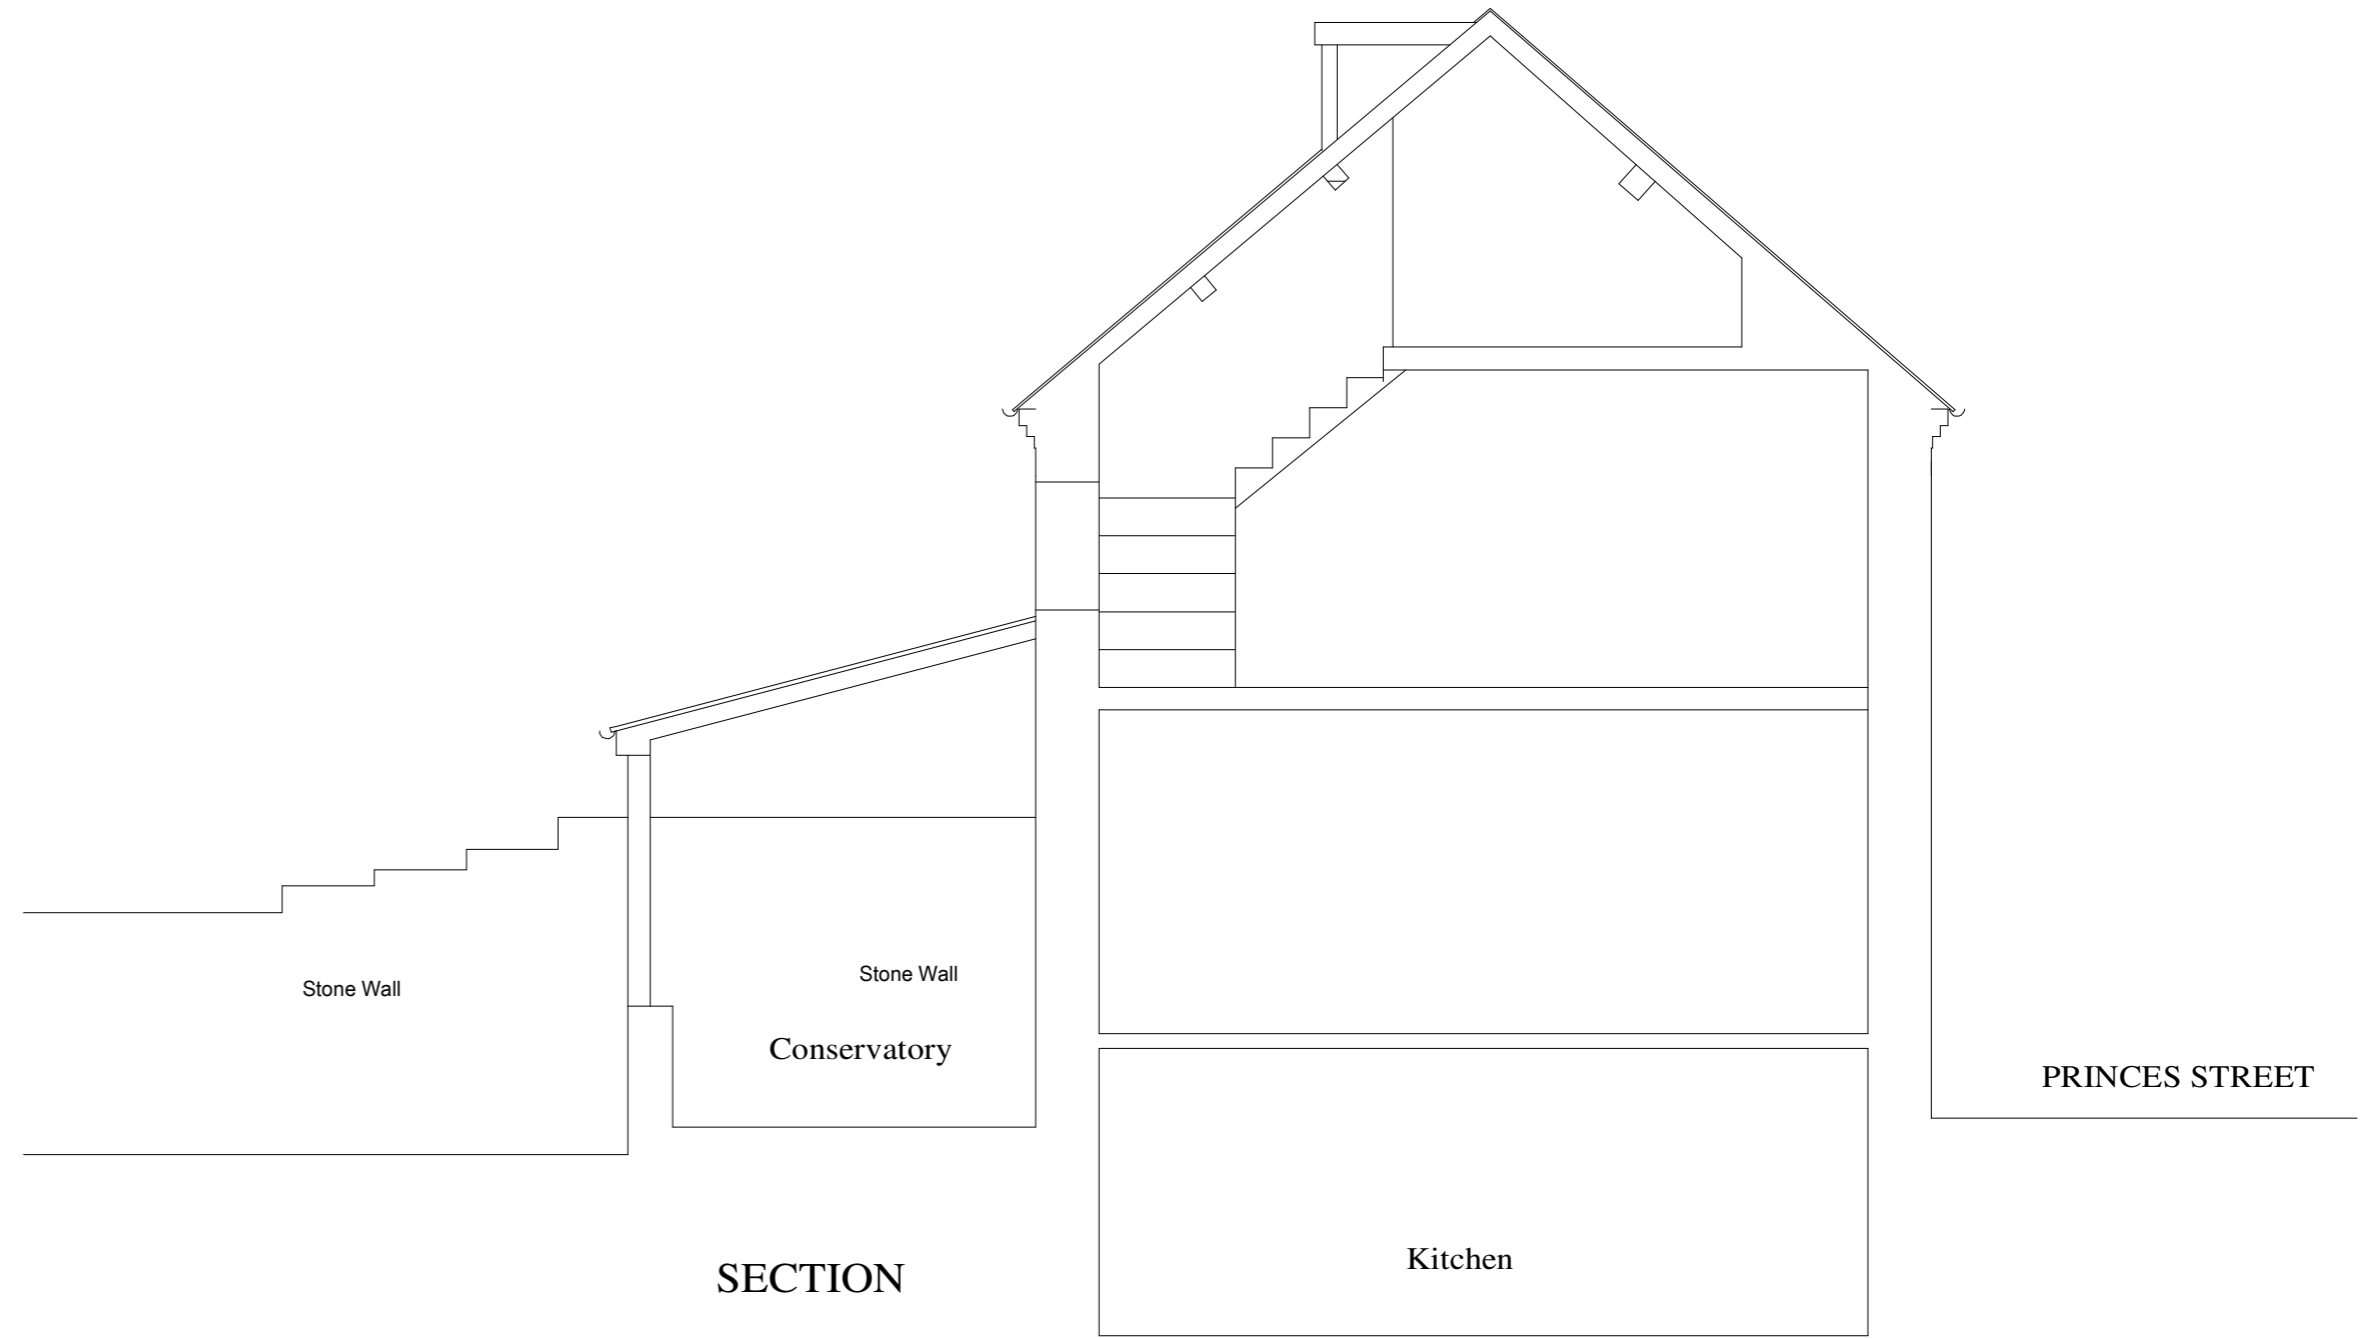 Stone Wall
Stone Wall
Conservatory
PRINCES STREET
Kitchen
SECTION